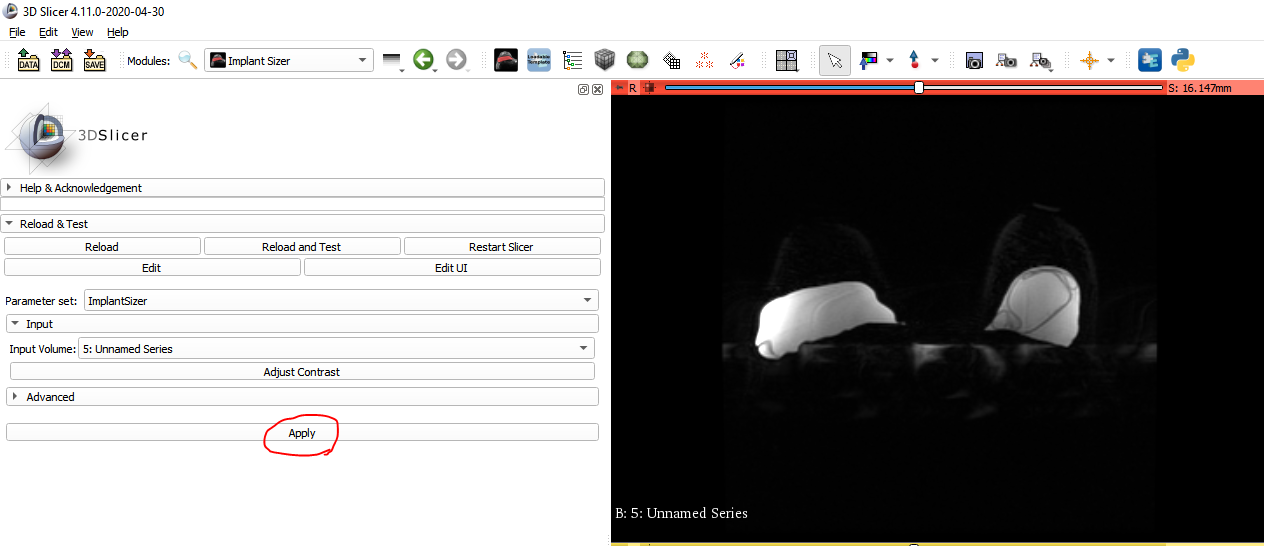 3D Slicer 4.11.0-2020-04-30
File Edit View Help
DATA DCM SAVE Modules: Implant Sizer Loadable Template
R S: 16.147mm
3DSlicer
Help & Acknowledgement
Reload & Test
Reload Reload and Test Restart Slicer
Edit Edit UI
Parameter set: ImplantSizer
Input
Input Volume: 5: Unnamed Series
Adjust Contrast
Advanced
Apply
B: 5: Unnamed Series